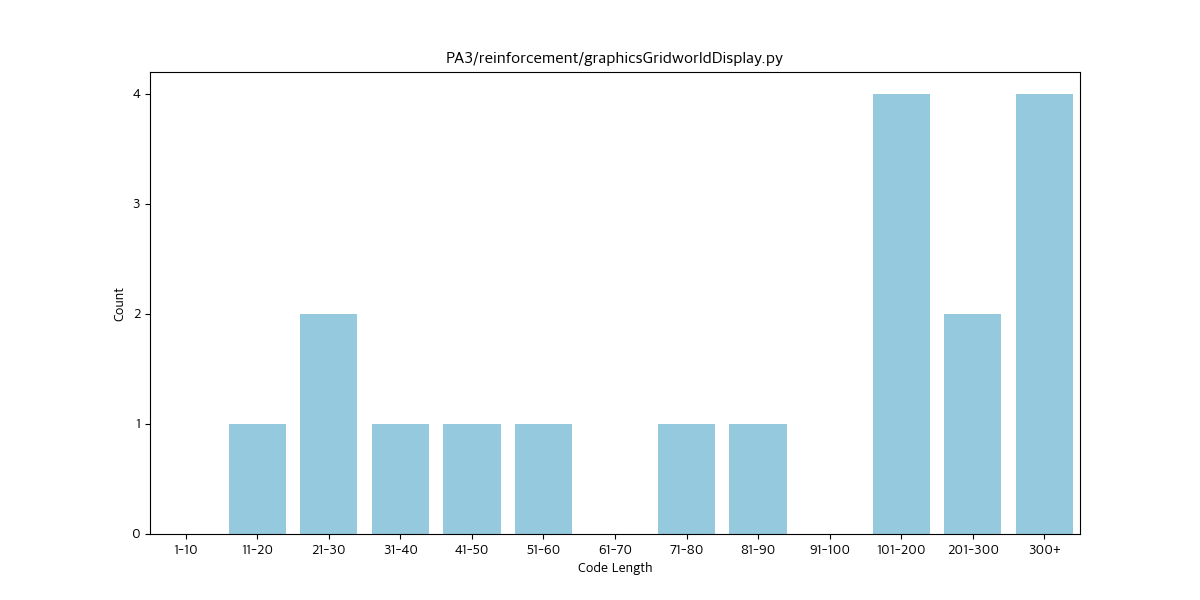 PA3/reinforcement/graphicsGridworldDisplay.py
4
3
2
1
0
Count
1-10 11-20 21-30 31-40 41-50 51-60 61-70 71-80 81-90 91-100 101-200 201-300 300+
Code Length